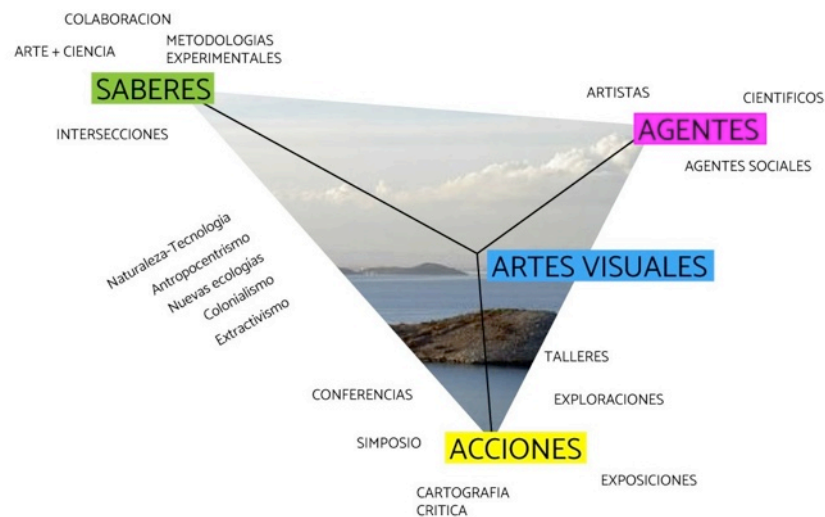 COLABORACION
ARTE + CIENCIA
METODOLOGIAS
EXPERIMENTALES
SABERES
INTERSECCIONES
ARTISTAS
CIENTIFICOS
AGENTES
AGENTES SOCIALES
Naturaleza-Tecnologia
Antropocentrismo
Nuevas ecologias
Colonialismo
Extractivismo
ARTES VISUALES
TALLERES
CONFERENCIAS
EXPLORACIONES
SIMPOSIO
ACCIONES
EXPOSICIONES
CARTOGRAFIA
CRITICA